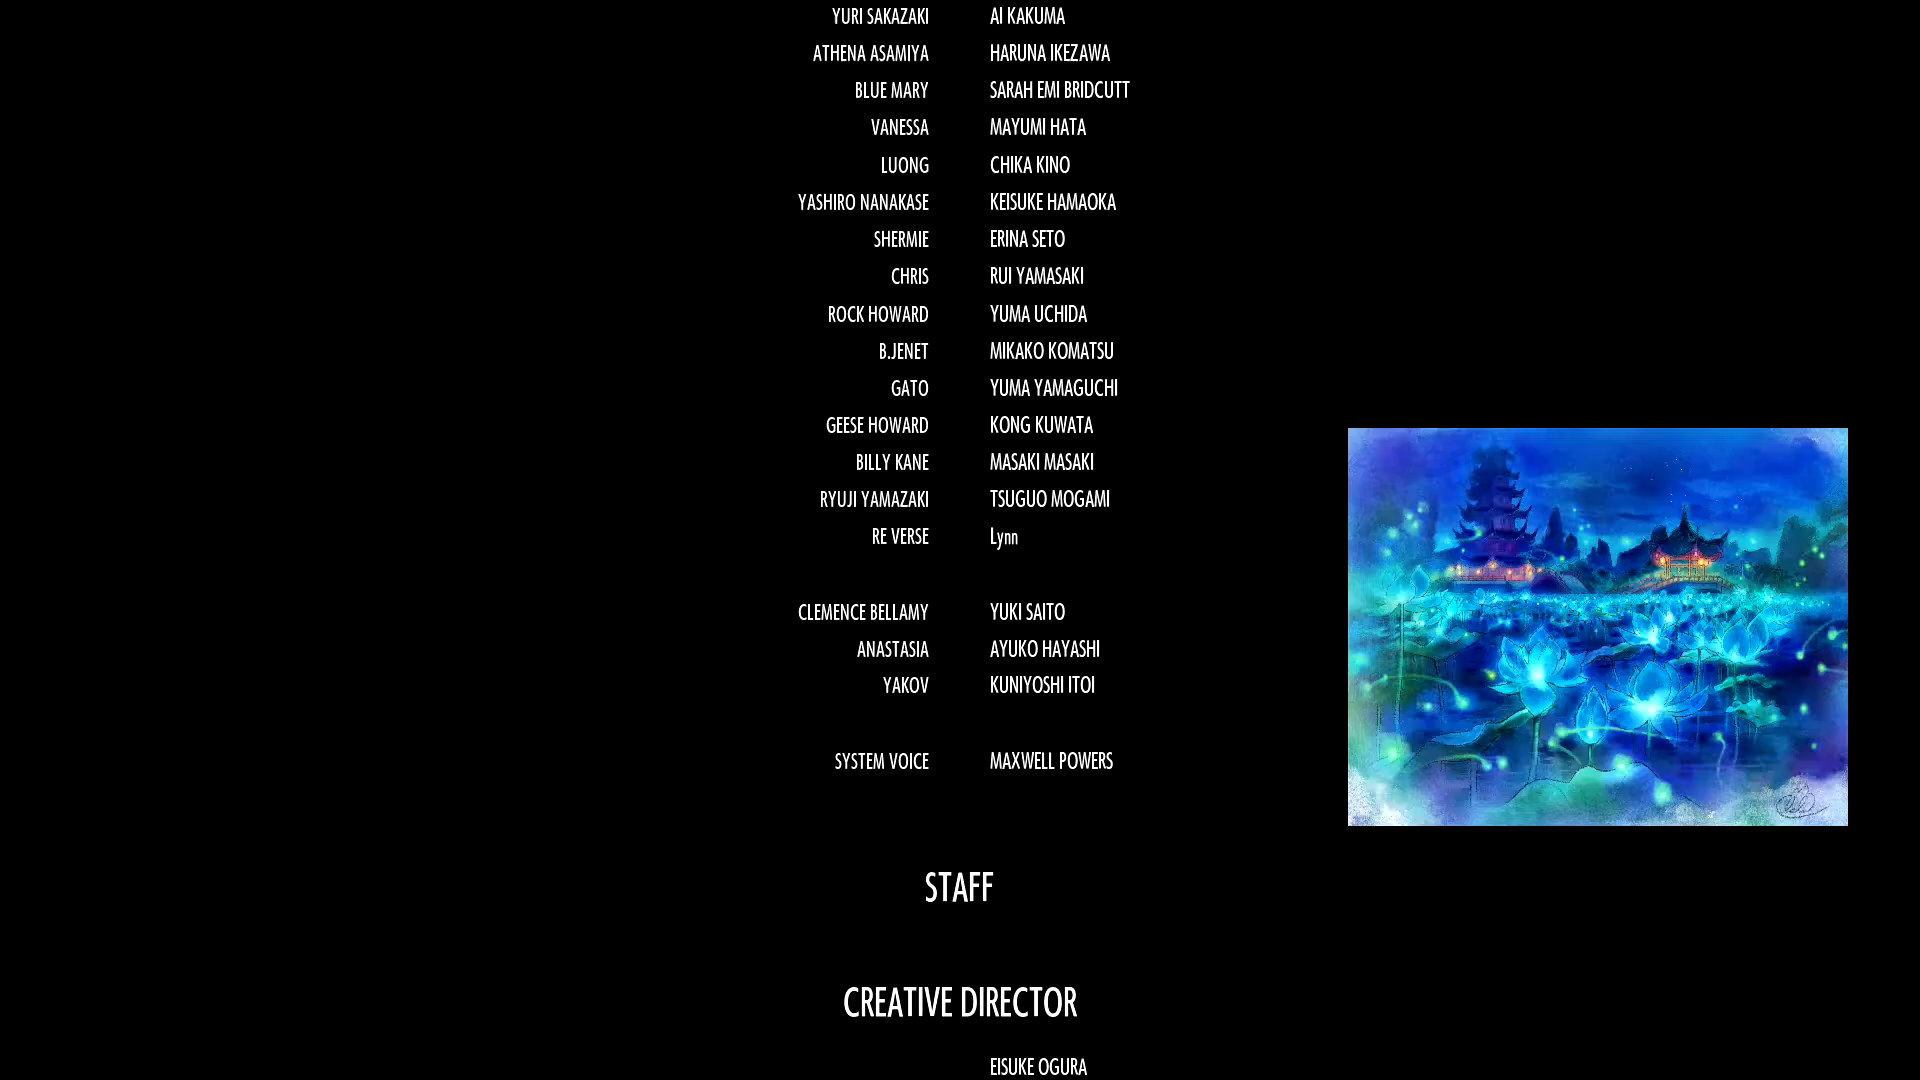 YURI SAKAZAKI AI KAKUMA
ATHENA ASAMIYA HARUNA IKEZAWA
BLUE MARY SARAH EMI BRIDCUTT
VANESSA MAYUMI HATA
LUONG CHIKA KINO
YASHIRO NANAKASE KEISUKE HAMAOKA
SHERMIE ERINA SETO
CHRIS RUI YAMASAKI
ROCK HOWARD YUMA UCHIDA
B.JENET MIKAKO KOMATSU
GATO YUMA YAMAGUCHI
GEESE HOWARD KONG KUWATA
BILLY KANE MASAKI MASAKI
RYUJI YAMAZAKI TSUGUO MOGAMI
RE VERSE Lynn
CLEMENCE BELLAMY YUKI SAITO
ANASTASIA AYUKO HAYASHI
YAKOV KUNIYOSHI ITOI
SYSTEM VOICE MAXWELL POWERS
STAFF
CREATIVE DIRECTOR
EISUKE OGURA